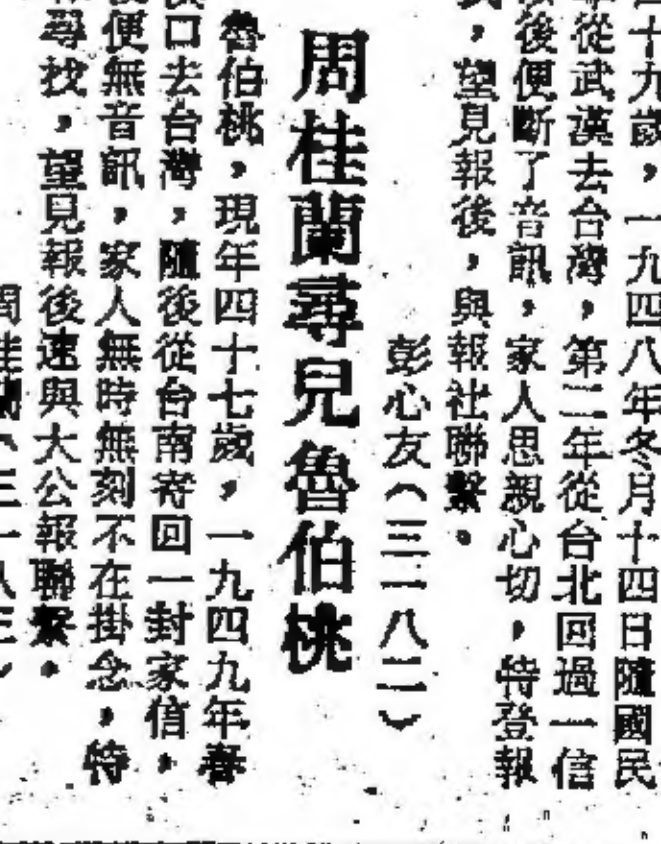 十九歲，一九四八年冬月十四日隨國民
從武漢去台灣，第二年從台北回過一信
後便斷了音訊，家人思親心切，特登報
，望見報後，與報社聯繫。
彭心友（三一八二）
周桂蘭尋兒魯伯桃
魯伯桃，現年四十七歲，一九四九年春
口去台灣，隨後從台南寄回一封家信，
便無音訊，家人無時無刻不在掛念，特
尋找，望見報後速與大公報聯繫。
周桂蘭（三一八三）